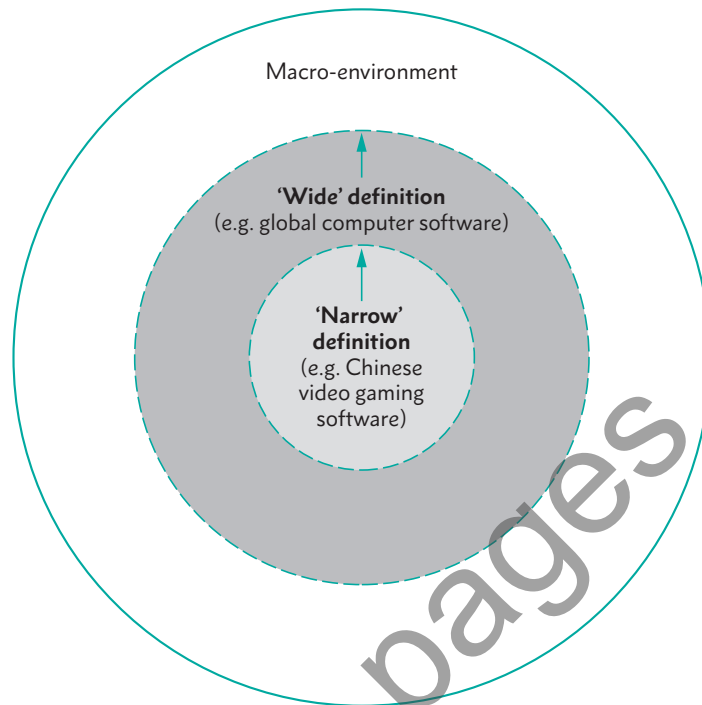 Macro-environment
‘Wide’ definition
(e.g. global computer software)
‘Narrow’
definition
(e.g. Chinese
video gaming
software)
pages